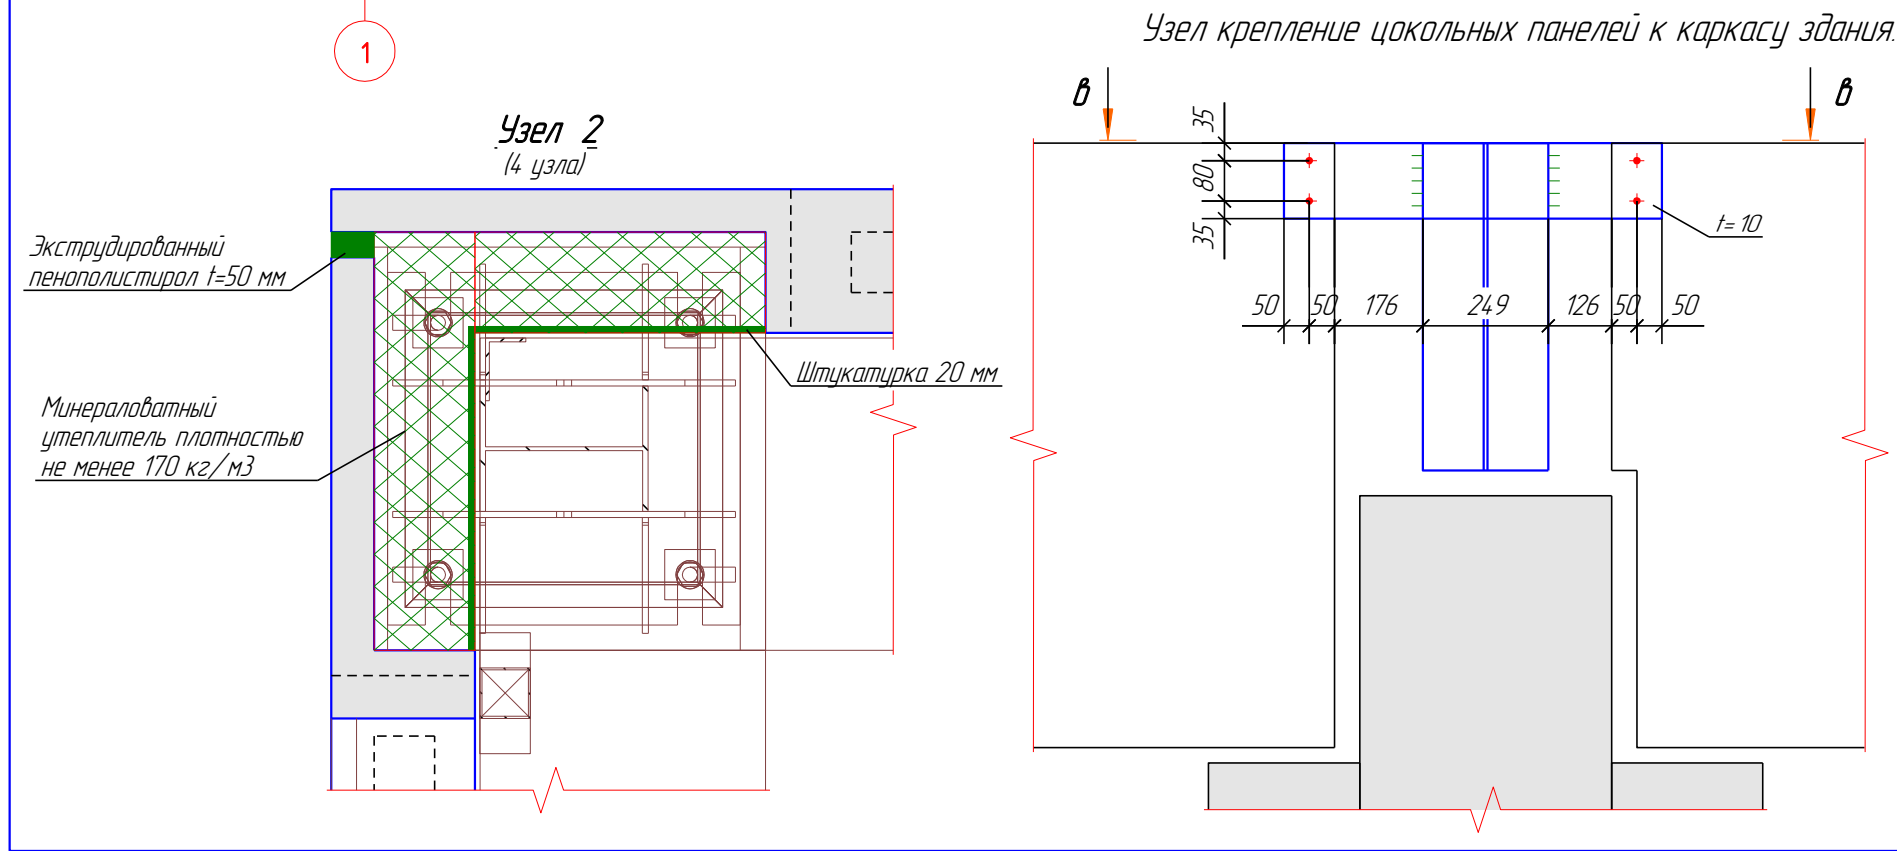 1
Узел 2
(4 узла)
Экструдированный
пенополистирол t=50 мм
Минераловатный
утеплитель плотностью
не менее 170 кг/м3
Штукатурка 20 мм
Узел крепление цокольных панелей к каркасу здания.
В
В
35
80
35
t= 10
50
50
176
249
126
50
50